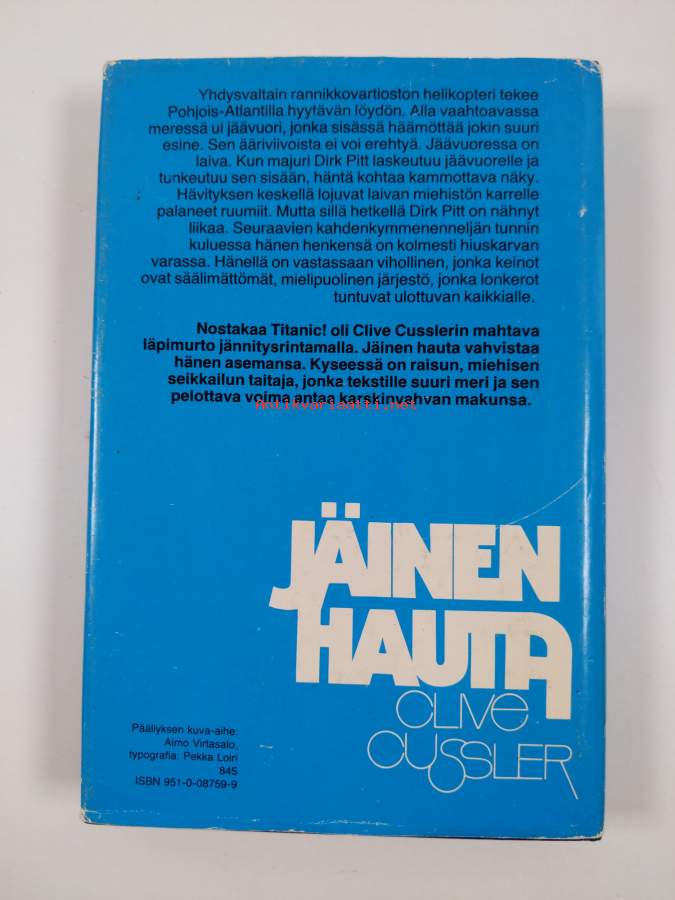 Yhdysvaltain rannikkovartioston helikopteri tekee
Pohjois-Atlantilla hyytävän löydön. Alla vaahtoavassa
meressä ui jäävuori, jonka sisässä häämöttää jokin suuri
esine. Sen ääriviivoista ei voi erehtyä. Jäävuoressa on
laiva. Kun majuri Dirk Pitt laskeutuu jäävuorelle ja
tunkeutuu sen sisään, häntä kohtaa kammottava näky.
Hävityksen keskellä lojuvat laivan miehistön karrelle
palaneet ruumiit. Mutta sillä hetkellä Dirk Pitt on nähnyt
liikaa. Seuraavien kahdenkymmenenneljän tunnin
kuluessa hänen henkensä on kolmesti hiuskarvan
varassa. Hänellä on vastassaan vihollinen, jonka keinot
ovat säälimättömät, mielipuolinen järjestö, jonka lonkerot
tuntuvat ulottuvan kaikkialle.
Nostakaa Titanic! oli Clive Cusslerin mahtava
läpimurto jännitysrintamalla. Jäinen hauta vahvistaa
hänen asemansa. Kyseessä on raisun, miehisen
seikkailun taitaja, jonka tekstille suuri meri ja sen
pelottava voima antaa karskinvahvan makunsa.
Antikvariaatti.net
JÄINEN
HAUTA
CLIVE
CUSSLER
Päällyksen kuva-aihe:
Aimo Virtasalo,
typografia: Pekka Loiri
845
ISBN 951-0-08759-9